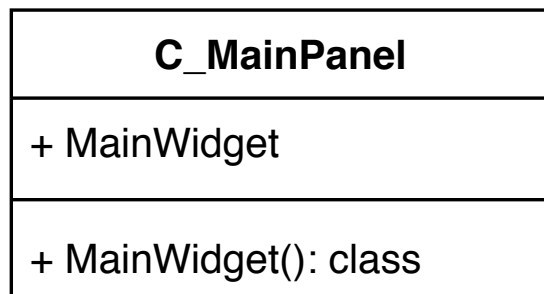 C_MainPanel
+ MainWidget
+ MainWidget(): class